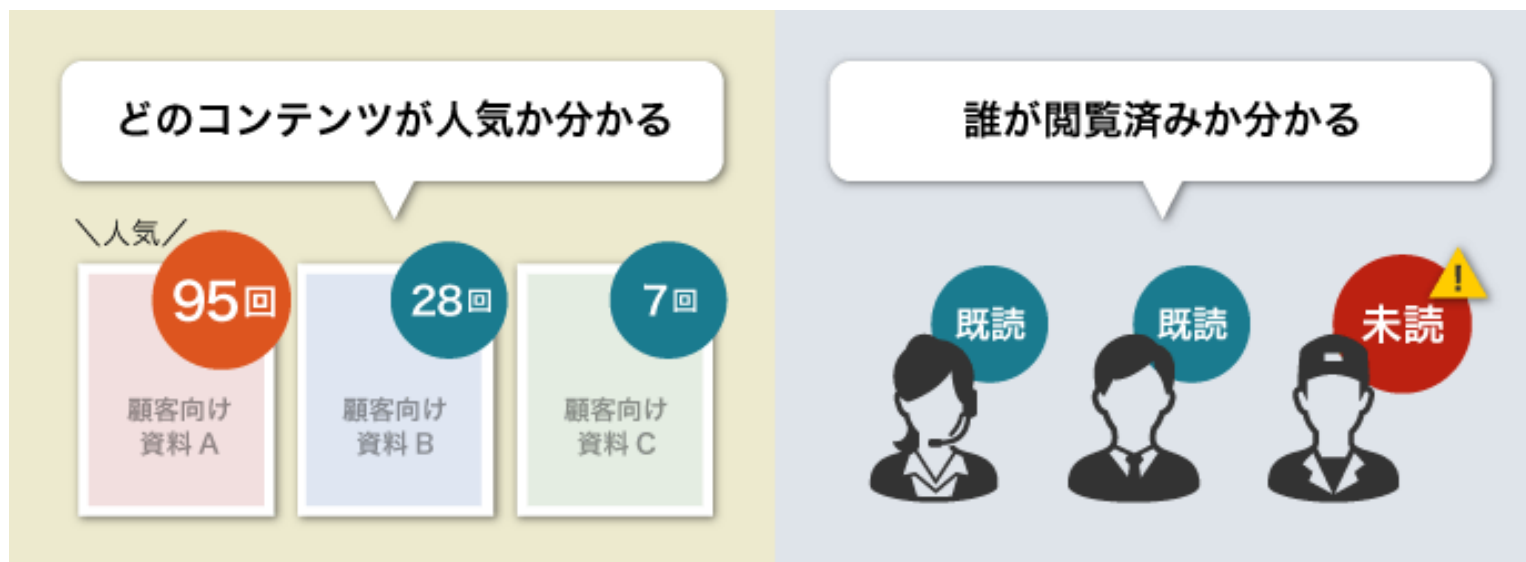 どのコンテンツが人気か分かる
＼人気／
95回
28回
7回
顧客向け
資料 A
顧客向け
資料 B
顧客向け
資料 C
誰が閲覧済みか分かる
既読
既読
未読
!